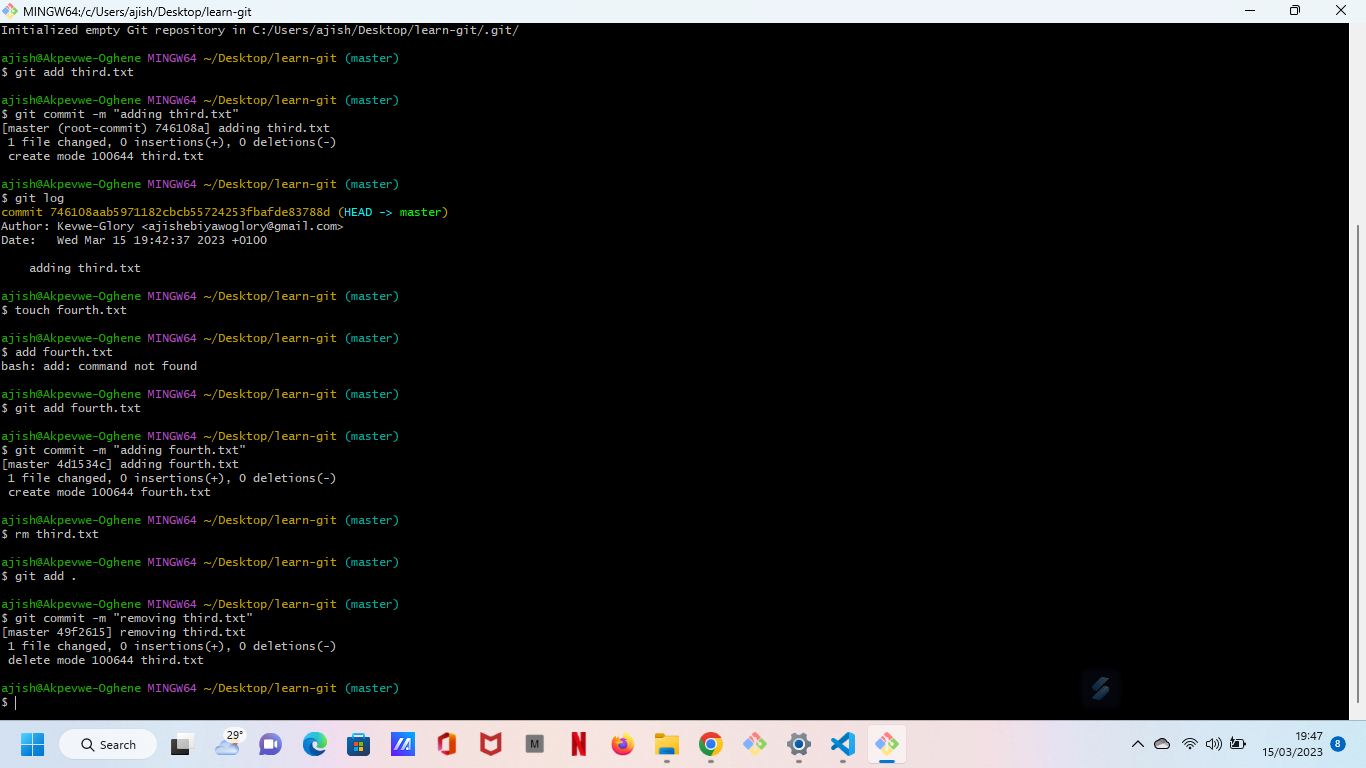 MINGW64:/c/Users/ajish/Desktop/learn-git
Initialized empty Git repository in C:/Users/ajish/Desktop/learn-git/.git/
ajish@Akpevwe-Oghene MINGW64 ~/Desktop/learn-git (master)
$ git add third.txt
ajish@Akpevwe-Oghene MINGW64 ~/Desktop/learn-git (master)
$ git commit -m "adding third.txt"
[master (root-commit) 746108a] adding third.txt
 1 file changed, 0 insertions(+), 0 deletions(-)
 create mode 100644 third.txt
ajish@Akpevwe-Oghene MINGW64 ~/Desktop/learn-git (master)
$ git log
commit 746108aab5971182cbcb55724253fbafde83788d (HEAD -> master)
Author: Kevwe-Glory <ajishebiyawoglory@gmail.com>
Date:   Wed Mar 15 19:42:37 2023 +0100
    adding third.txt
ajish@Akpevwe-Oghene MINGW64 ~/Desktop/learn-git (master)
$ touch fourth.txt
ajish@Akpevwe-Oghene MINGW64 ~/Desktop/learn-git (master)
$ add fourth.txt
bash: add: command not found
ajish@Akpevwe-Oghene MINGW64 ~/Desktop/learn-git (master)
$ git add fourth.txt
ajish@Akpevwe-Oghene MINGW64 ~/Desktop/learn-git (master)
$ git commit -m "adding fourth.txt"
[master 4d1534c] adding fourth.txt
 1 file changed, 0 insertions(+), 0 deletions(-)
 create mode 100644 fourth.txt
ajish@Akpevwe-Oghene MINGW64 ~/Desktop/learn-git (master)
$ rm third.txt
ajish@Akpevwe-Oghene MINGW64 ~/Desktop/learn-git (master)
$ git add .
ajish@Akpevwe-Oghene MINGW64 ~/Desktop/learn-git (master)
$ git commit -m "removing third.txt"
[master 49f2615] removing third.txt
 1 file changed, 0 insertions(+), 0 deletions(-)
 delete mode 100644 third.txt
ajish@Akpevwe-Oghene MINGW64 ~/Desktop/learn-git (master)
$
Search
29°
M
N
19:47
15/03/2023
8